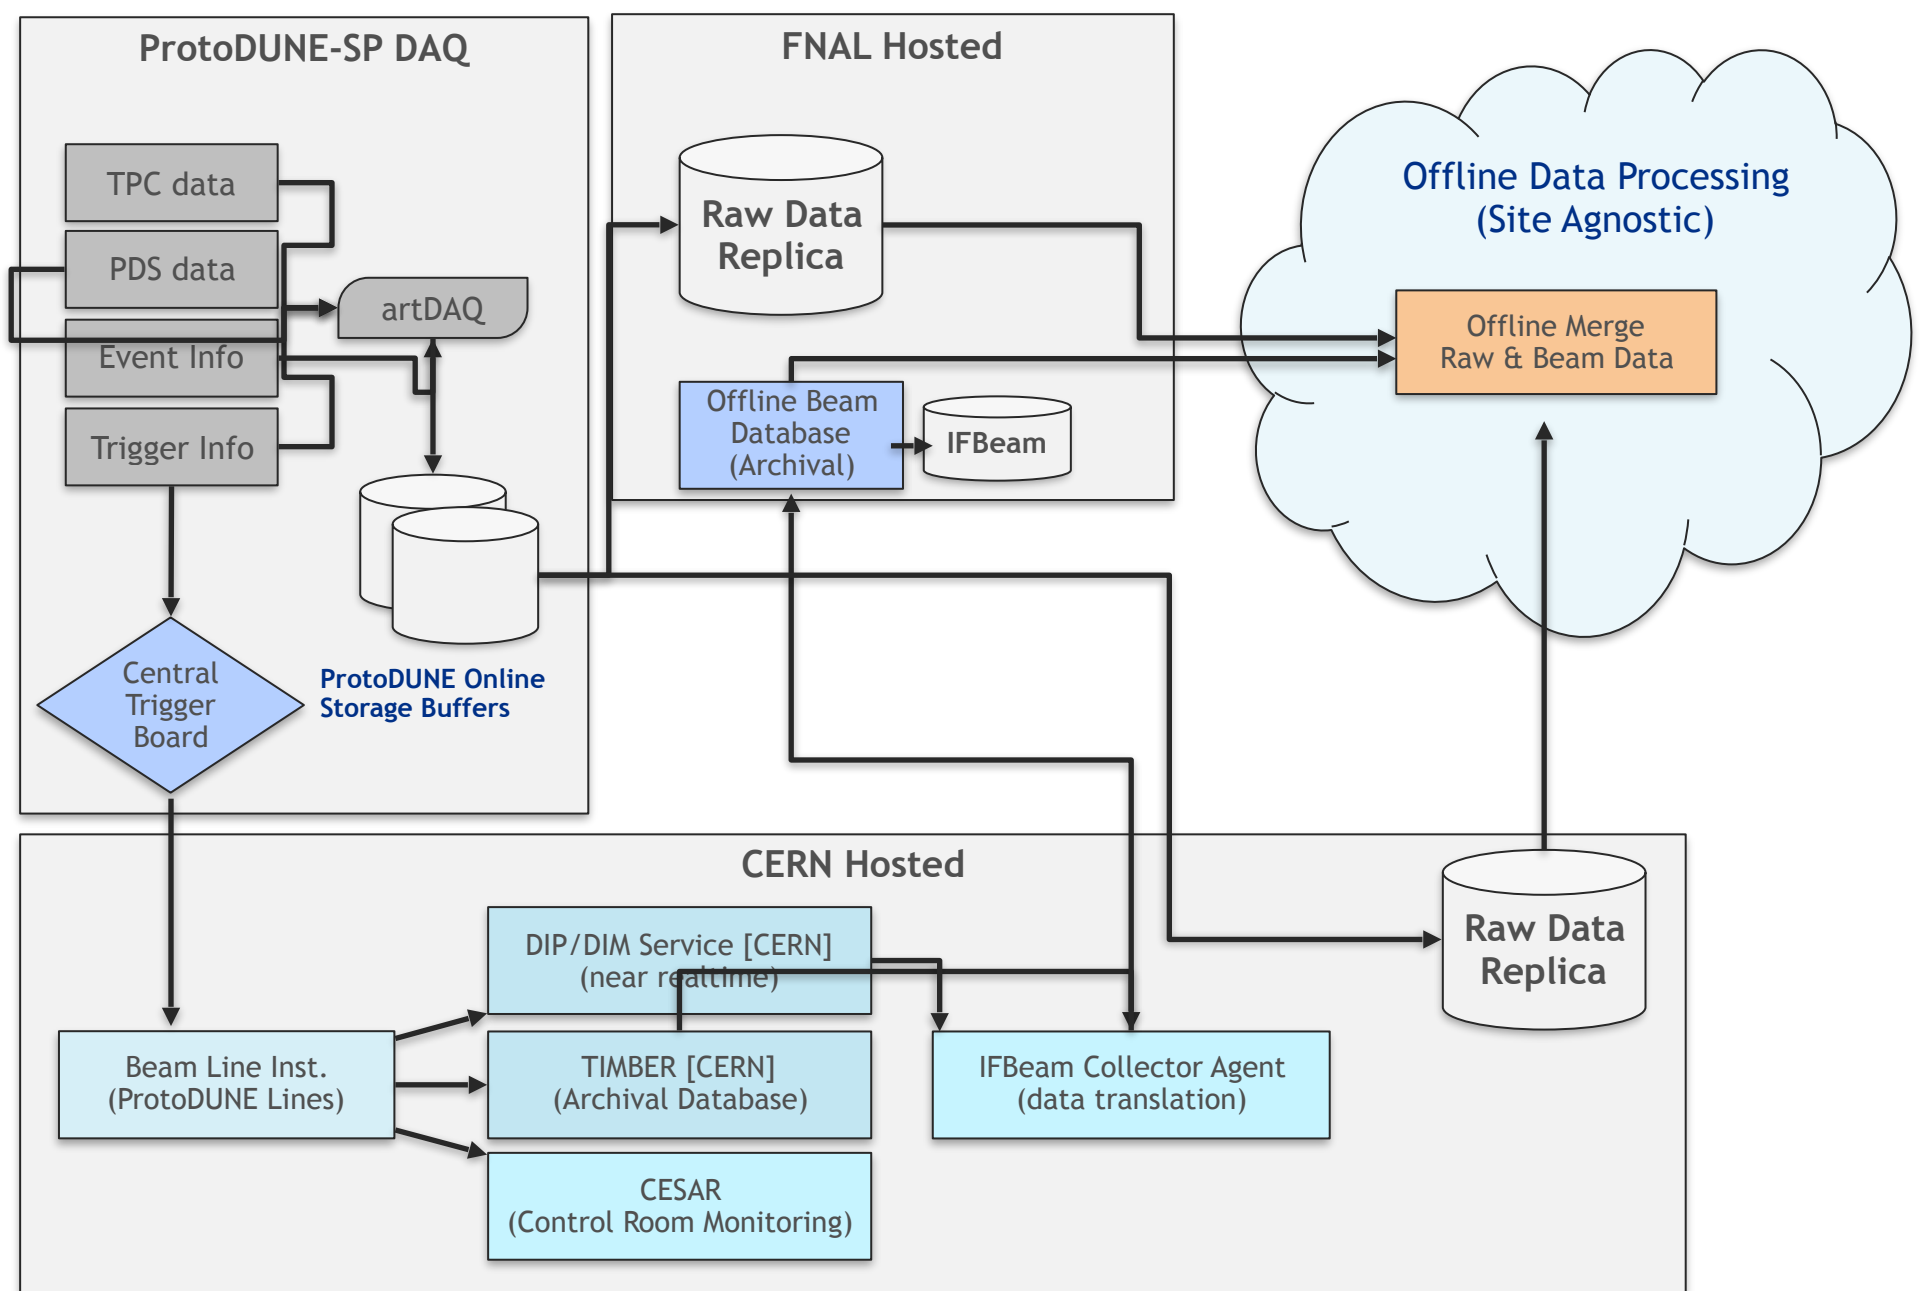 ProtoDUNE-SP DAQ
TPC data
PDS data
Event Info
Trigger Info
artDAQ
Central
Trigger
Board
ProtoDUNE Online
Storage Buffers
FNAL Hosted
Raw Data
Replica
Offline Beam
Database
(Archival)
IFBeam
Offline Data Processing
(Site Agnostic)
Offline Merge
Raw & Beam Data
CERN Hosted
Beam Line Inst.
(ProtoDUNE Lines)
DIP/DIM Service [CERN]
(near realtime)
TIMBER [CERN]
(Archival Database)
CESAR
(Control Room Monitoring)
IFBeam Collector Agent
(data translation)
Raw Data
Replica